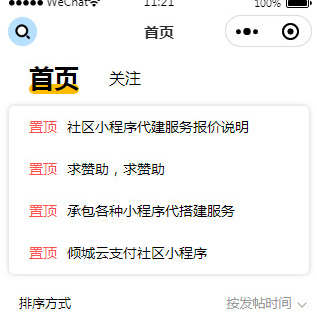 WeChat 11:21 100%
首页
首页 关注
置顶 社区小程序代建服务报价说明
置顶 求赞助，求赞助
置顶 承包各种小程序代搭建服务
置顶 倾城云支付社区小程序
排序方式 按发帖时间